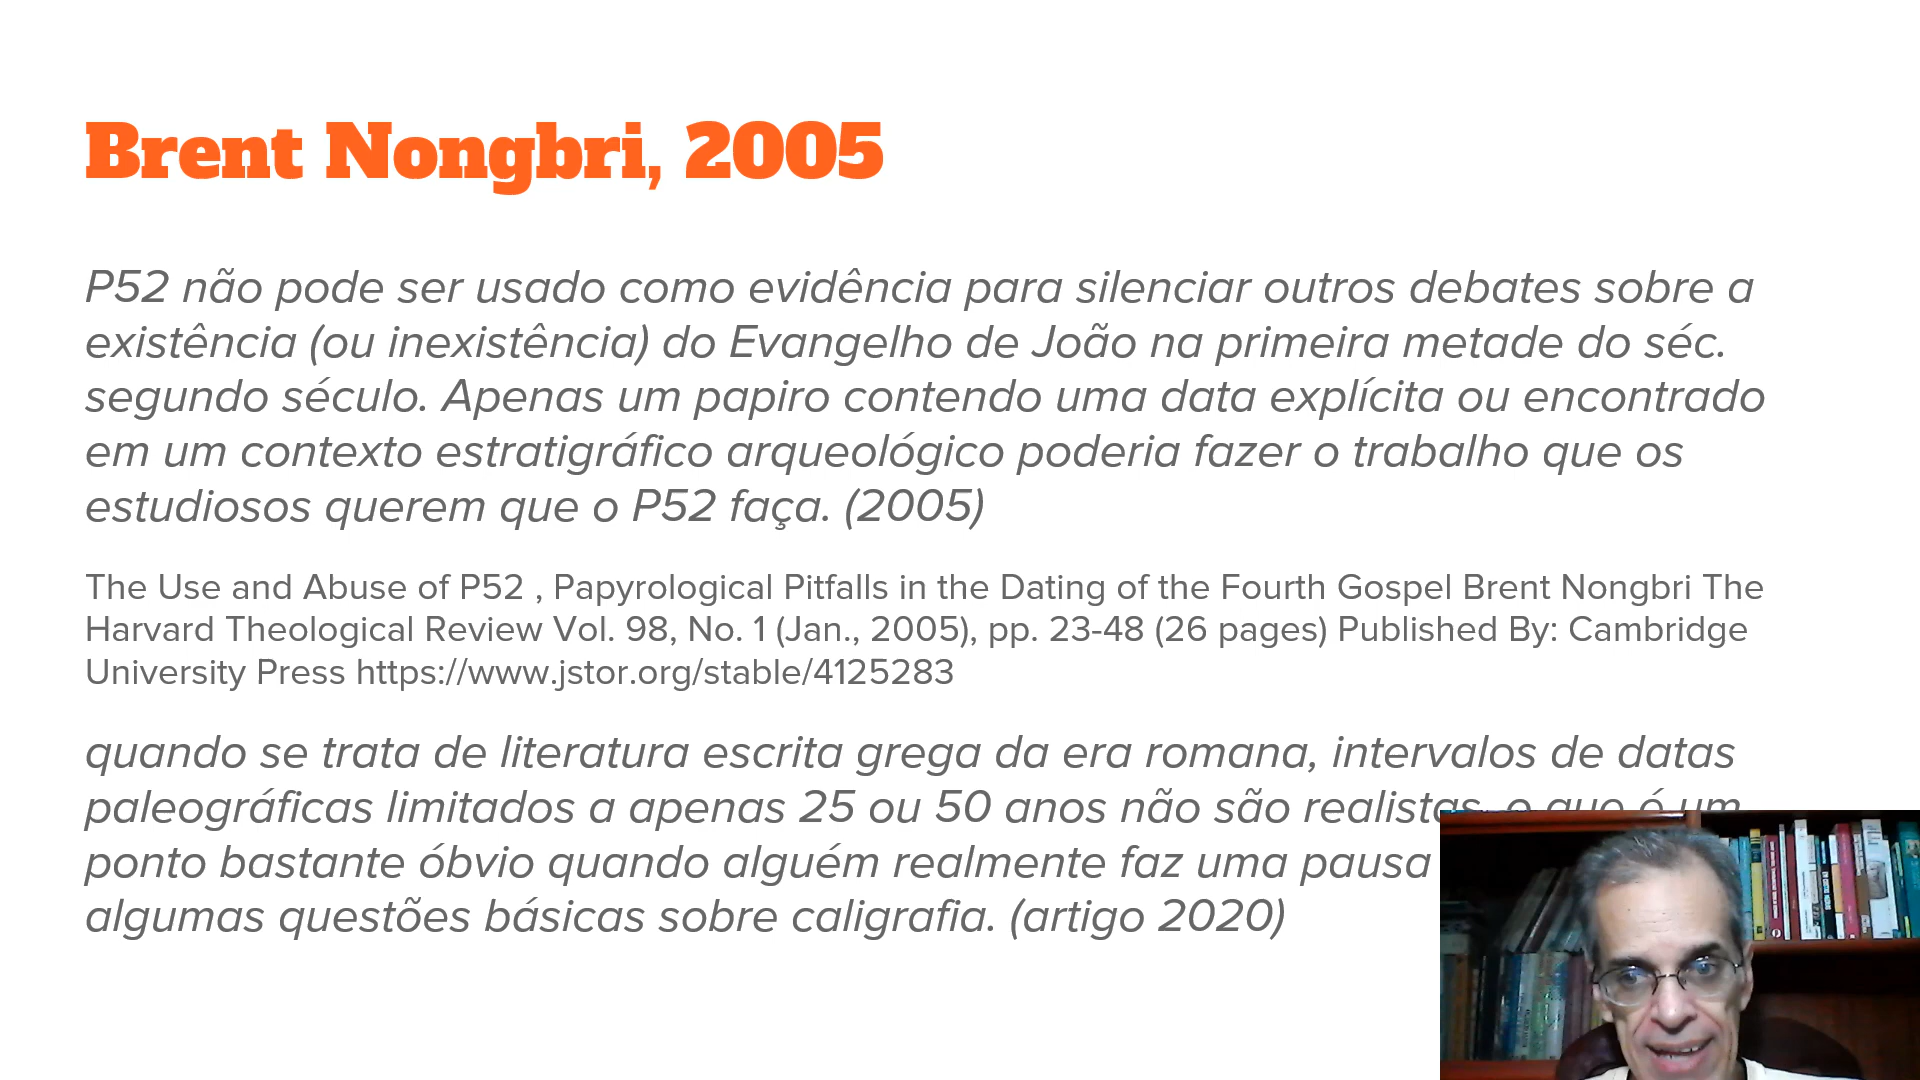 Brent Nongbri, 2005
P52 não pode ser usado como evidência para silenciar outros debates sobre a
existência (ou inexistência) do Evangelho de João na primeira metade do séc.
segundo século. Apenas um papiro contendo uma data explícita ou encontrado
em um contexto estratigráfico arqueológico poderia fazer o trabalho que os
estudiosos querem que o P52 faça. (2005)
The Use and Abuse of P52 , Papyrological Pitfalls in the Dating of the Fourth Gospel Brent Nongbri The
Harvard Theological Review Vol. 98, No. 1 (Jan., 2005), pp. 23-48 (26 pages) Published By: Cambridge
University Press https://www.jstor.org/stable/4125283
quando se trata de literatura escrita grega da era romana, intervalos de datas
paleográficas limitados a apenas 25 ou 50 anos não são realistas, o que é um
ponto bastante óbvio quando alguém realmente faz uma pausa
algumas questões básicas sobre caligrafia. (artigo 2020)